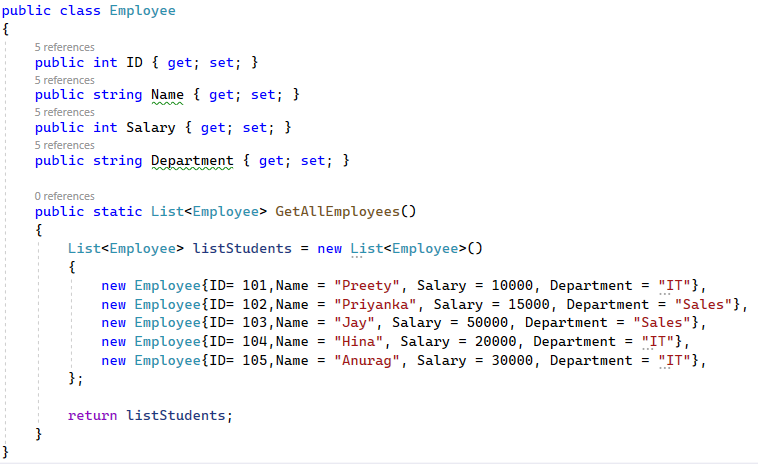 public class Employee
{
5 references
public int ID { get; set; }
5 references
public string Name { get; set; }
5 references
public int Salary { get; set; }
5 references
public string Department { get; set; }
0 references
public static List<Employee> GetAllEmployees()
{
List<Employee> listStudents = new List<Employee>()
{
new Employee{ID= 101,Name = "Preety", Salary = 10000, Department = "IT"},
new Employee{ID= 102,Name = "Priyanka", Salary = 15000, Department = "Sales"},
new Employee{ID= 103,Name = "Jay", Salary = 50000, Department = "Sales"},
new Employee{ID= 104,Name = "Hina", Salary = 20000, Department = "IT"},
new Employee{ID= 105,Name = "Anurag", Salary = 30000, Department = "IT"},
};
return listStudents;
}
}